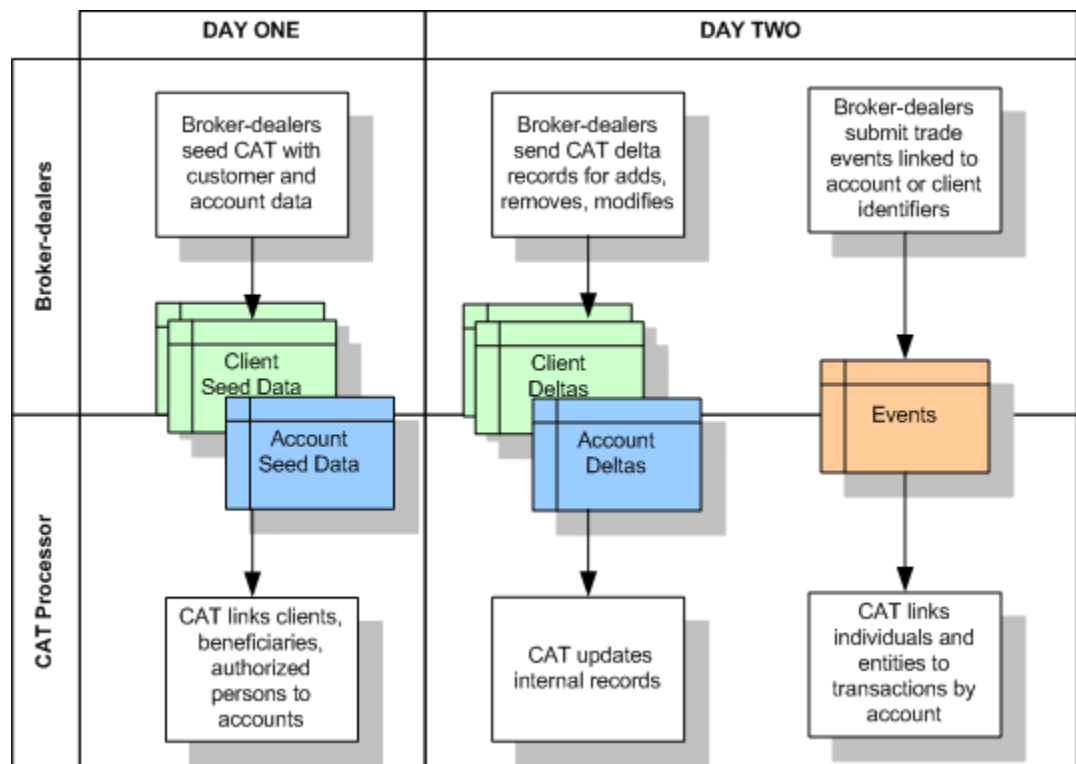 DAY ONE
DAY TWO
Broker-dealers
Broker-dealers
seed CAT with
customer and
account data
Broker-dealers
send CAT delta
records for adds,
removes, modifies
Broker-dealers
submit trade
events linked to
account or client
identifiers
Client
Seed Data
Account
Seed Data
Client
Deltas
Account
Deltas
Events
CAT Processor
CAT links clients,
beneficiaries,
authorized
persons to
accounts
CAT updates
internal records
CAT links
individuals and
entities to
transactions by
account